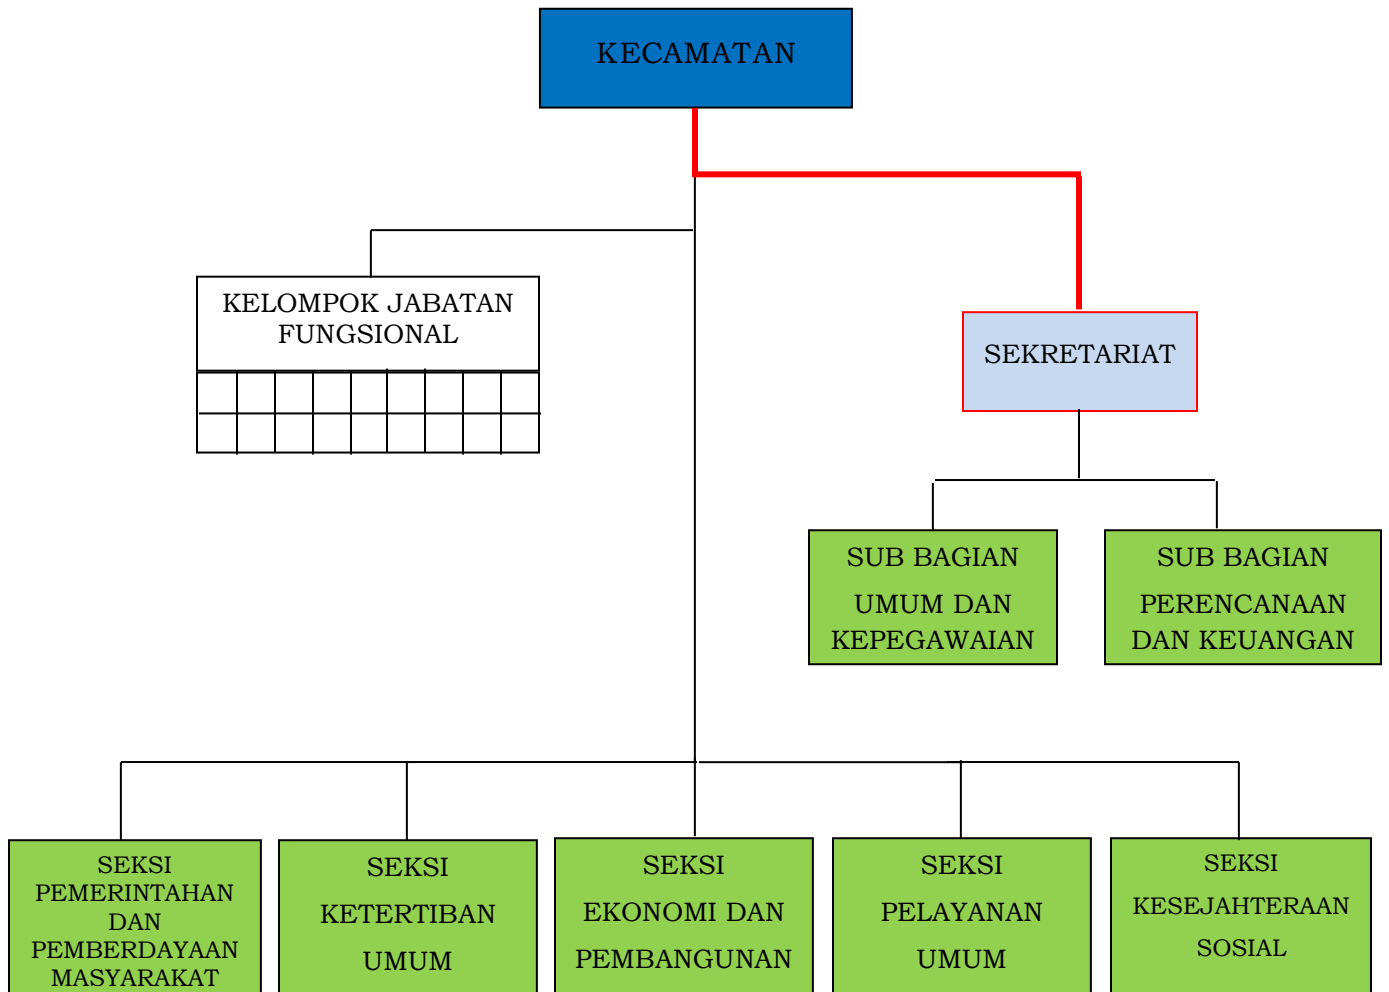 KECAMATAN
KELOMPOK JABATAN
FUNGSIONAL
SEKRETARIAT
SUB BAGIAN
UMUM DAN
KEPEGAWAIAN
SUB BAGIAN
PERENCANAAN
DAN KEUANGAN
SEKSI
PEMERINTAHAN
DAN
PEMBERDAYAAN
MASYARAKAT
SEKSI
KETERTIBAN
UMUM
SEKSI
EKONOMI DAN
PEMBANGUNAN
SEKSI
PELAYANAN
UMUM
SEKSI
KESEJAHTERAAN
SOSIAL